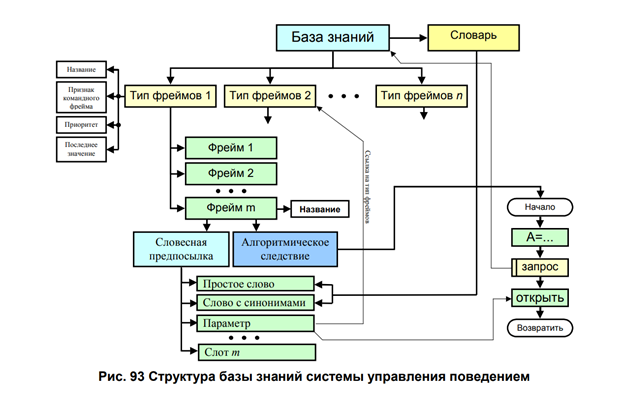 База знаний
Словарь
Название
Признак
командного
фрейма
Приоритет
Последнее
значение
Тип фреймов 1
Тип фреймов 2
• • •
Тип фреймов n
Фрейм 1
Фрейм 2
• • •
Фрейм m
Название
Ссылка на тип фреймов
Словесная
предпосылка
Алгоритмическое
следствие
Простое слово
Слово с синонимами
Параметр
• • •
Слот m
Начало
A=...
запрос
открыть
Возвратить
Рис. 93 Структура базы знаний системы управления поведением